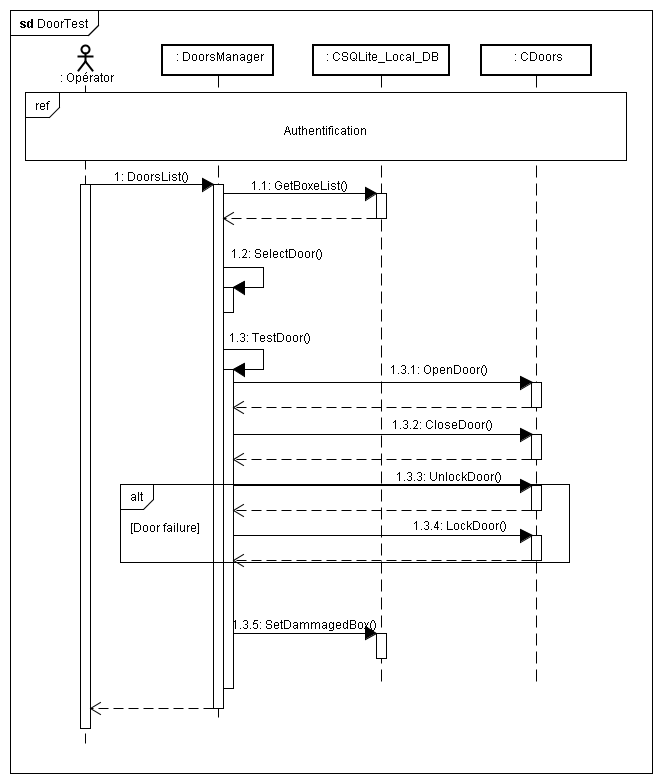 sd DoorTest
: Opérator
: DoorsManager
: CSQLite_Local_DB
: CDoors
ref
Authentification
1: DoorsList()
1.1: GetBoxeList()
1.2: SelectDoor()
1.3: TestDoor()
1.3.1: OpenDoor()
1.3.2: CloseDoor()
1.3.3: UnlockDoor()
alt
[Door failure]
1.3.4: LockDoor()
1.3.5: SetDammagedBox()